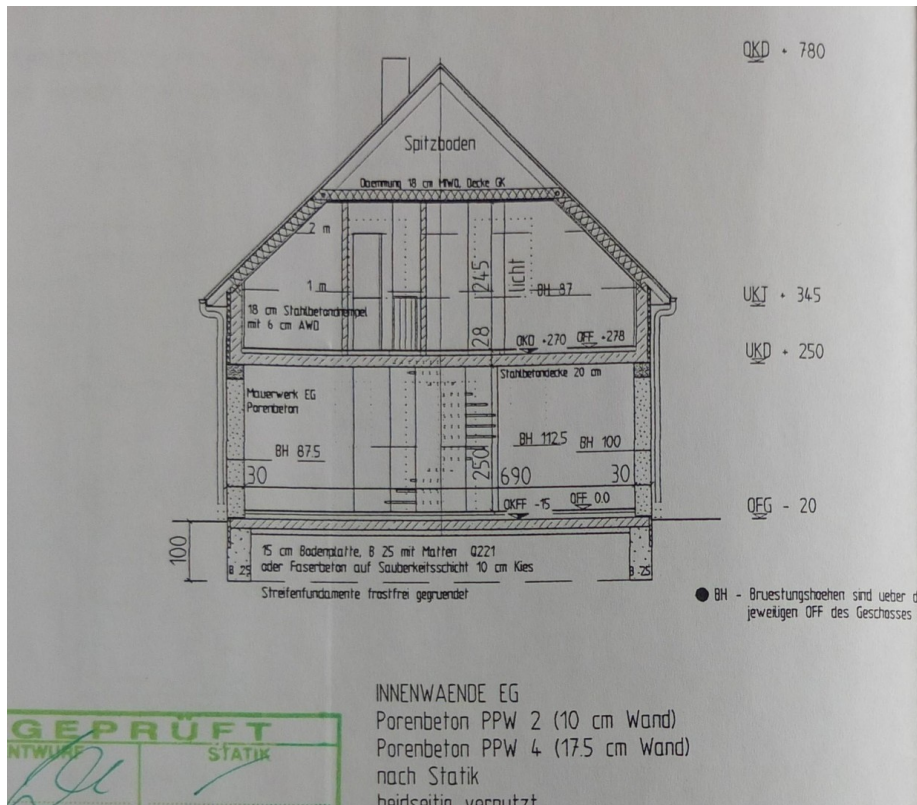 OKD + 780
Spitzboden
Daemmung 18 cm MWD, Decke GK
2 m
1 m
245
licht
BH 87
UKT + 345
18 cm Stahlbetondrempel
mit 6 cm AWD
28
OKD +270
OFF +278
UKD + 250
Stahlbetondecke 20 cm
Mauerwerk EG
Porenbeton
BH 87.5
BH 112.5
BH 100
30
250
690
30
OKFF -15
OFF 0.0
OFG - 20
100
15 cm Bodenplatte, B 25 mit Matten Q221
oder Faserbeton auf Sauberkeitsschicht 10 cm Kies
B 25
B 25
Streifenfundamente frostfrei gegruendet
BH - Bruestungshoehen sind ueber d
jeweiligen OFF des Geschosses
INNENWAENDE EG
Porenbeton PPW 2 (10 cm Wand)
Porenbeton PPW 4 (17.5 cm Wand)
nach Statik
beidseitig verputzt
GEPRÜFT
ENTWURF
STATIK